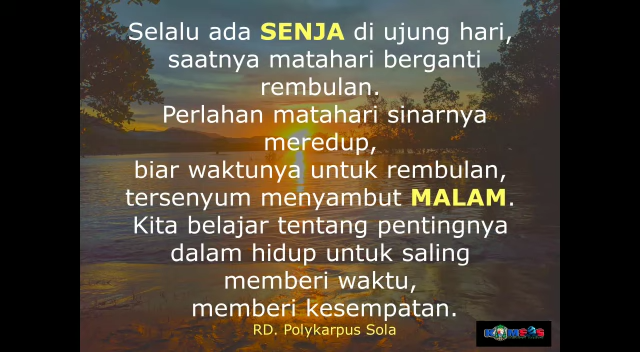 Selalu ada SENJA di ujung hari,
saatnya matahari berganti
rembulan.
Perlahan matahari sinarnya
meredup,
biar waktunya untuk rembulan,
tersenyum menyambut MALAM.
Kita belajar tentang pentingnya
dalam hidup untuk saling
memberi waktu,
memberi kesempatan.
RD. Polykarpus Sola